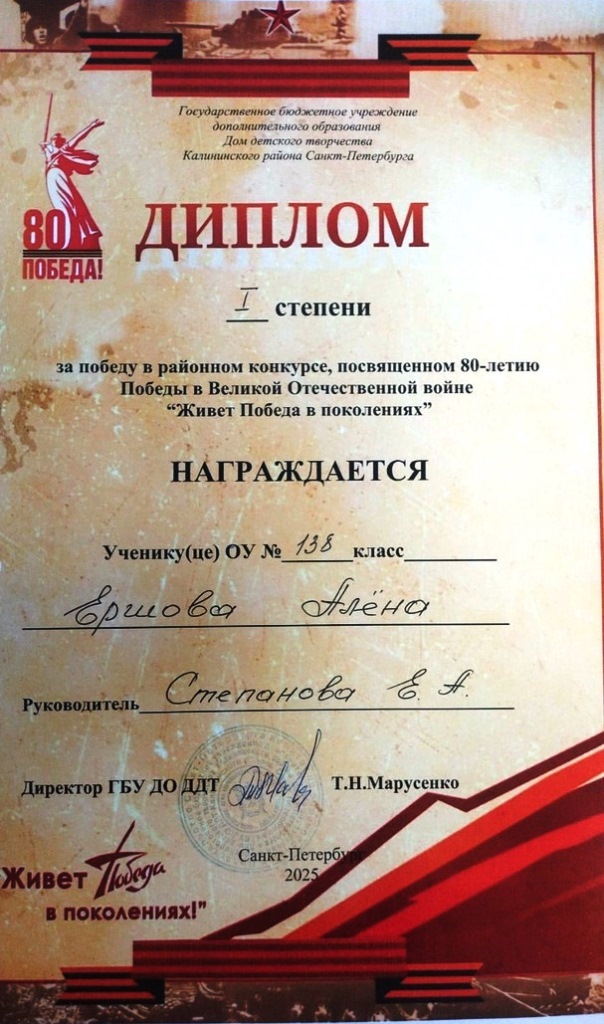 Государственное бюджетное учреждение
дополнительного образования
Дом детского творчества
Калининского района Санкт-Петербурга
80
ПОБЕДА!
ДИПЛОМ
I степени
за победу в районном конкурсе, посвященном 80-летию
Победы в Великой Отечественной войне
“Живет Победа в поколениях”
НАГРАЖДАЕТСЯ
Ученику(це) ОУ № 138 класс
Ершова Алёна
Руководитель Степанова Е. А.
Директор ГБУ ДО ДДТ Т.Н.Марусенко
Санкт-Петербург
2025
Живет Победа
в поколениях!”